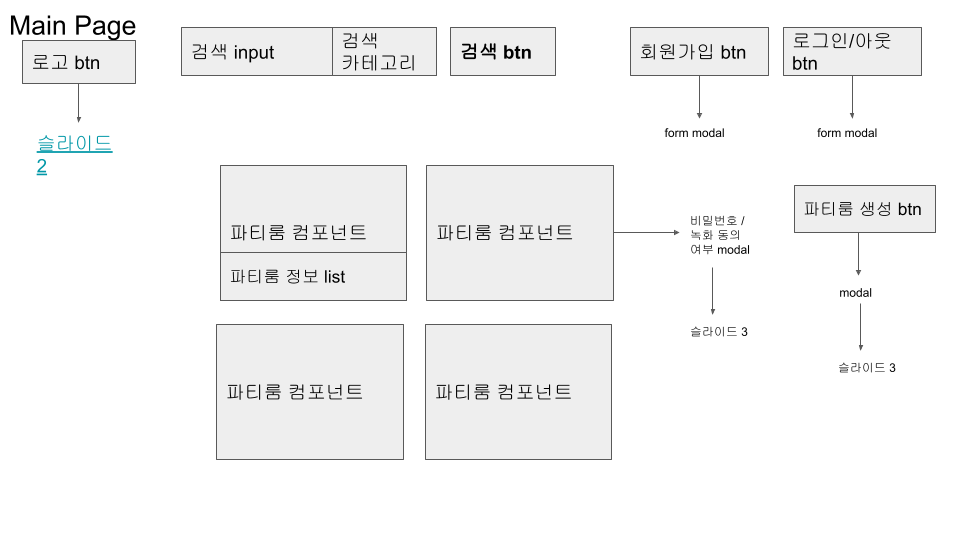 Main Page
로고 btn
검색 input
검색
카테고리
검색 btn
회원가입 btn
로그인/아웃
btn
슬라이드
2
form modal
form modal
파티룸 컴포넌트
파티룸 정보 list
파티룸 컴포넌트
비밀번호 /
녹화 동의
여부 modal
슬라이드 3
파티룸 생성 btn
modal
슬라이드 3
파티룸 컴포넌트
파티룸 컴포넌트